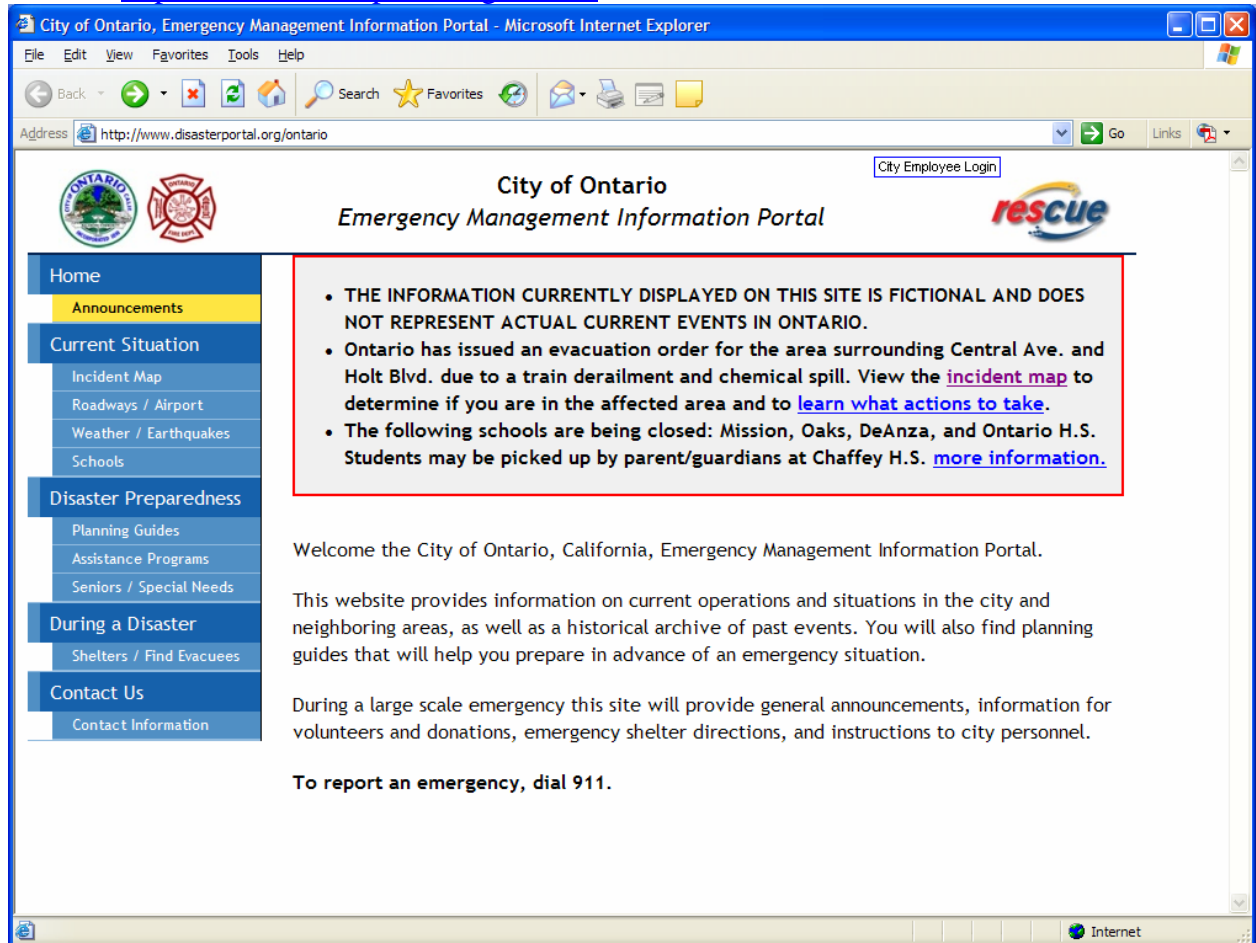 City of Ontario, Emergency Management Information Portal - Microsoft Internet Explorer
File Edit View Favorites Tools Help
Back Search Favorites
Address http://www.disasterportal.org/ontario Go Links
City Employee Login
City of Ontario
Emergency Management Information Portal
rescue
Home
Announcements
Current Situation
Incident Map
Roadways / Airport
Weather / Earthquakes
Schools
Disaster Preparedness
Planning Guides
Assistance Programs
Seniors / Special Needs
During a Disaster
Shelters / Find Evacuees
Contact Us
Contact Information
• THE INFORMATION CURRENTLY DISPLAYED ON THIS SITE IS FICTIONAL AND DOES
NOT REPRESENT ACTUAL CURRENT EVENTS IN ONTARIO.
• Ontario has issued an evacuation order for the area surrounding Central Ave. and
Holt Blvd. due to a train derailment and chemical spill. View the incident map to
determine if you are in the affected area and to learn what actions to take.
• The following schools are being closed: Mission, Oaks, DeAnza, and Ontario H.S.
Students may be picked up by parent/guardians at Chaffey H.S. more information.
Welcome the City of Ontario, California, Emergency Management Information Portal.
This website provides information on current operations and situations in the city and
neighboring areas, as well as a historical archive of past events. You will also find planning
guides that will help you prepare in advance of an emergency situation.
During a large scale emergency this site will provide general announcements, information for
volunteers and donations, emergency shelter directions, and instructions to city personnel.
To report an emergency, dial 911.
Internet